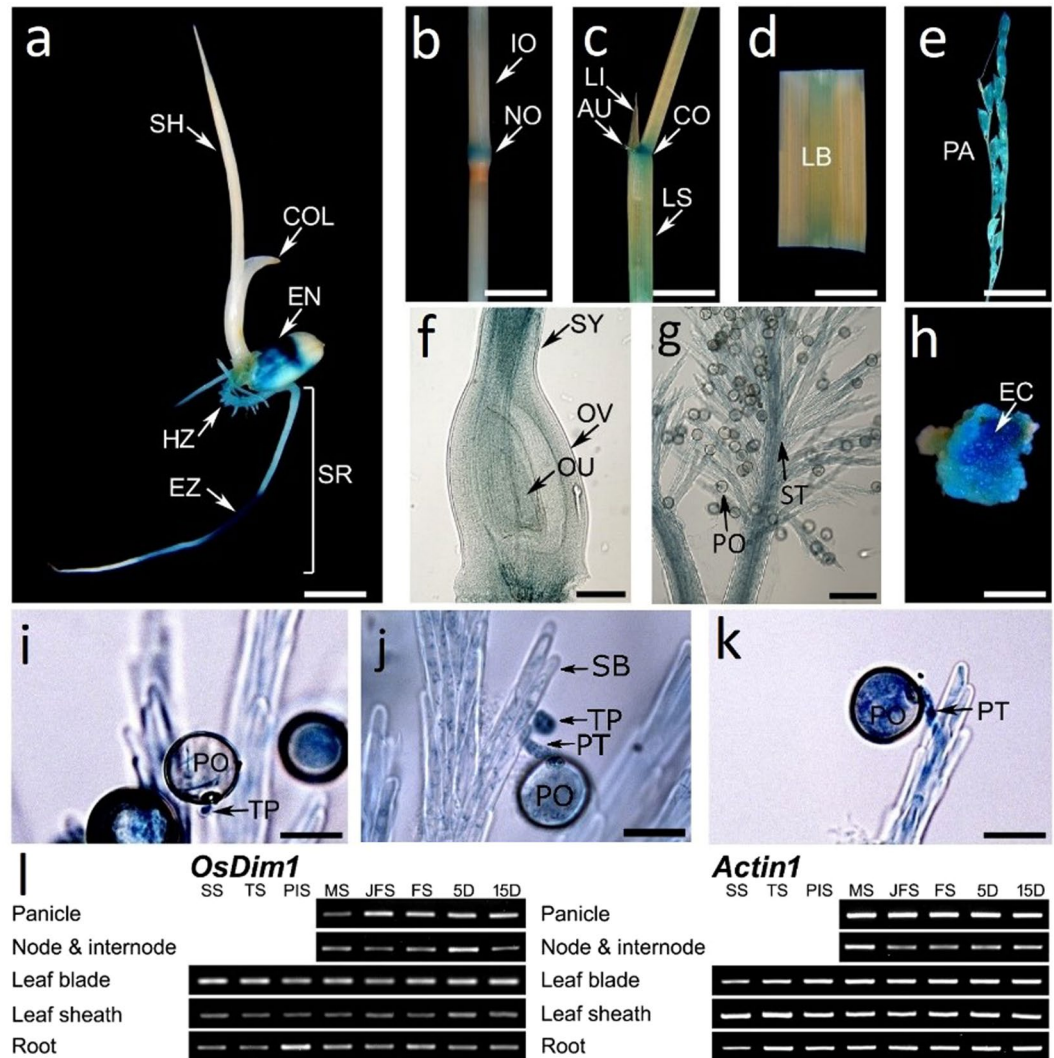 a
SH
COL
EN
HZ
EZ
SR
b
IO
NO
c
LI
AU
CO
LS
d
LB
e
PA
f
SY
OV
OU
g
ST
PO
h
EC
i
PO
TP
j
SB
TP
PT
PO
k
PO
PT
l
OsDim1
SS TS PIS MS JFS FS 5D 15D
Panicle
Node & internode
Leaf blade
Leaf sheath
Root
Actin1
SS TS PIS MS JFS FS 5D 15D
Panicle
Node & internode
Leaf blade
Leaf sheath
Root